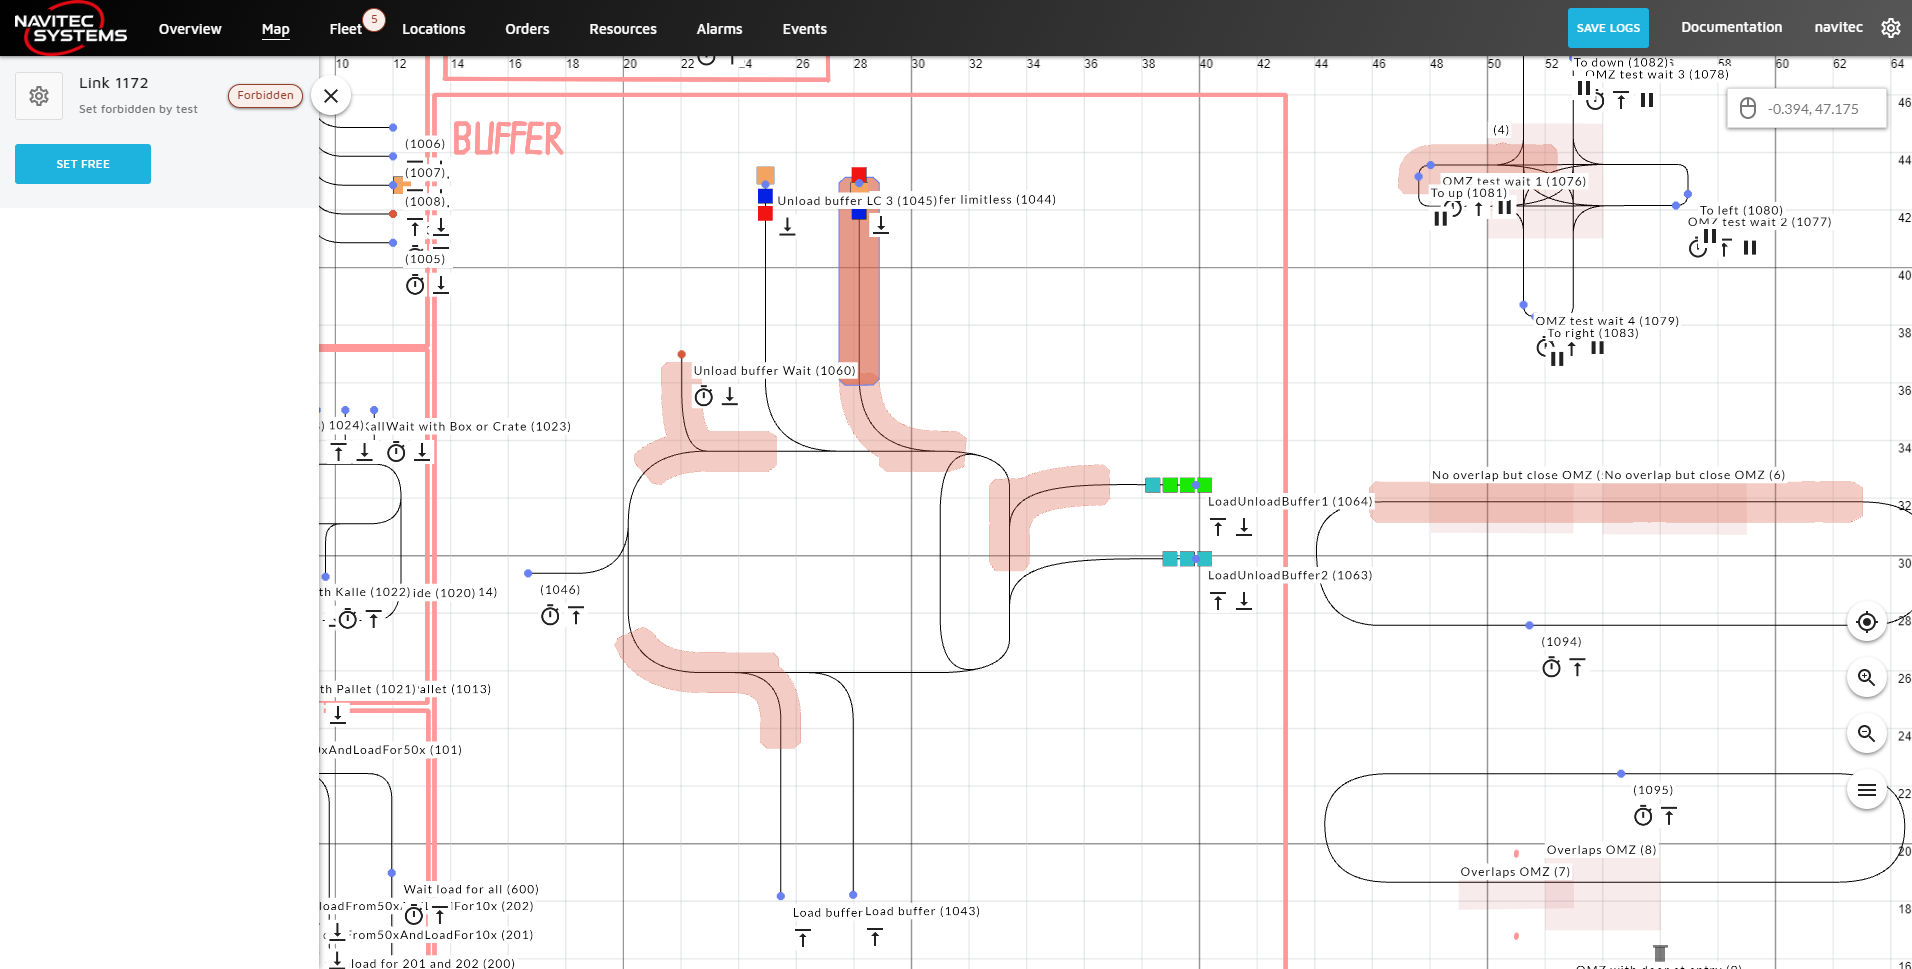 NAVITEC
SYSTEMS
Overview
Map
Fleet
5
Locations
Orders
Resources
Alarms
Events
SAVE LOGS
Documentation
navitec
Link 1172
Set forbidden by test
Forbidden
SET FREE
10 12 14 16 18 20 22 24 26 28 30 32 34 36 38 40 42 44 46 48 50 52 58 60 62 64
46
44
42
40
38
36
34
32
30
28
26
24
22
20
18
16
-0.394, 47.175
BUFFER
(1006)
(1007)
(1008)
(1005)
Unload buffer LC 3 (1045)
fer limitless (1044)
Unload buffer Wait (1060)
To down (1082)
OMZ test wait 3 (1078)
(4)
OMZ test wait 1 (1076)
To up (1081)
To left (1080)
OMZ test wait 2 (1077)
OMZ test wait 4 (1079)
To right (1083)
1024)
Wait with Box or Crate (1023)
No overlap but close OMZ (
No overlap but close OMZ (6)
LoadUnloadBuffer1 (1064)
LoadUnloadBuffer2 (1063)
(1046)
th Kalle (1022)
ide (1020)
14)
(1094)
th Pallet (1021)
allet (1013)
xAndLoadFor50x (101)
(1095)
Overlaps OMZ (8)
Overlaps OMZ (7)
Wait load for all (600)
loadFrom50x
For10x (202)
From50xAndLoadFor10x (201)
load for 201 and 202 (200)
Load buffer
Load buffer (1043)